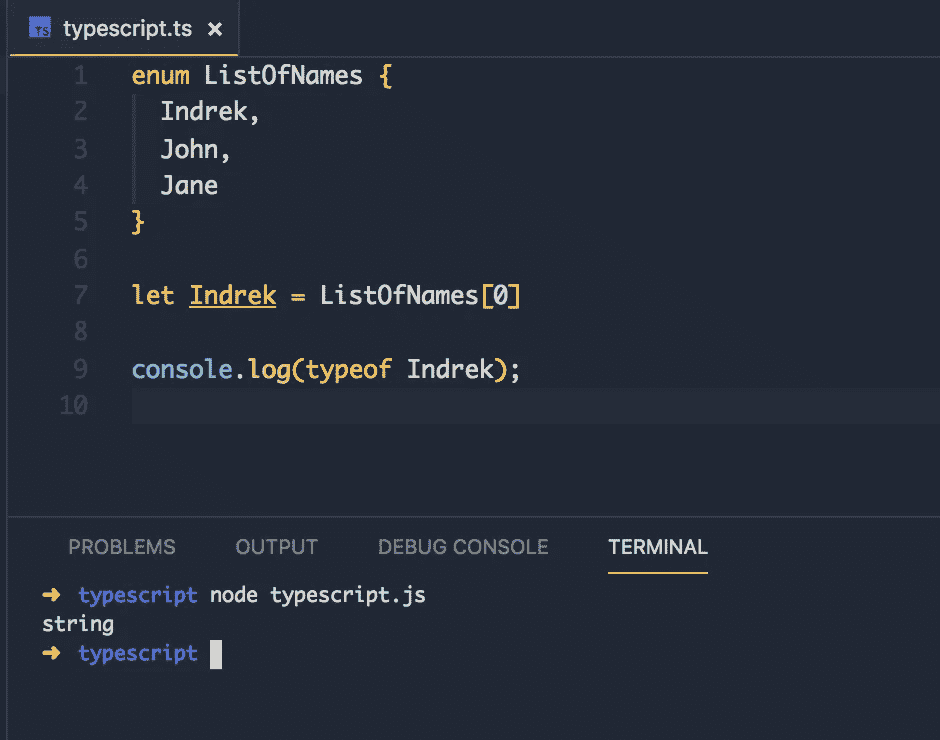 TS typescript.ts ×
1 enum ListOfNames {
2 Indrek,
3 John,
4 Jane
5 }
6
7 let Indrek = ListOfNames[0]
8
9 console.log(typeof Indrek);
10
PROBLEMS OUTPUT DEBUG CONSOLE TERMINAL
➜ typescript node typescript.js
string
➜ typescript